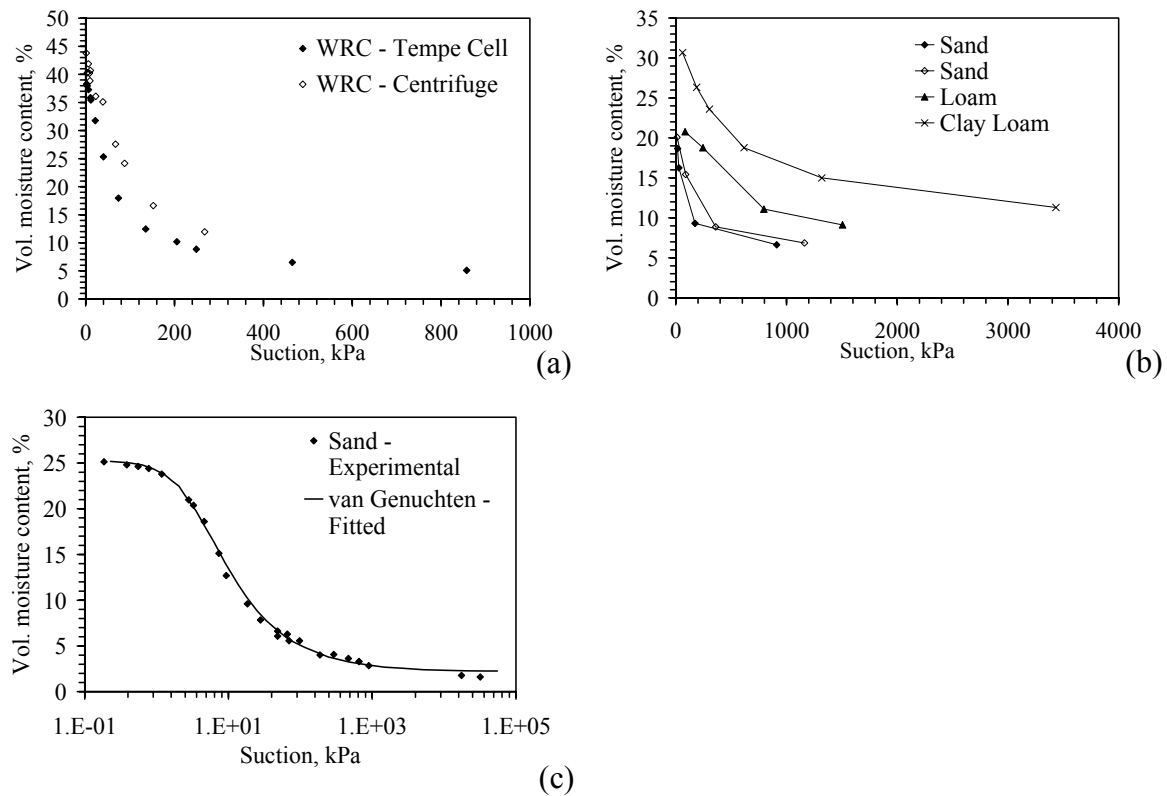 50
45
40
35
30
25
20
15
10
5
0
Vol. moisture content, %
WRC - Tempe Cell
WRC - Centrifuge
0 200 400 600 800 1000
Suction, kPa
(a)
35
30
25
20
15
10
5
0
Vol. moisture content, %
Sand
Sand
Loam
Clay Loam
0 1000 2000 3000 4000
Suction, kPa
(b)
30
25
20
15
10
5
0
Vol. moisture content, %
Sand -
Experimental
van Genuchten -
Fitted
1.E-01 1.E+01 1.E+03 1.E+05
Suction, kPa
(c)